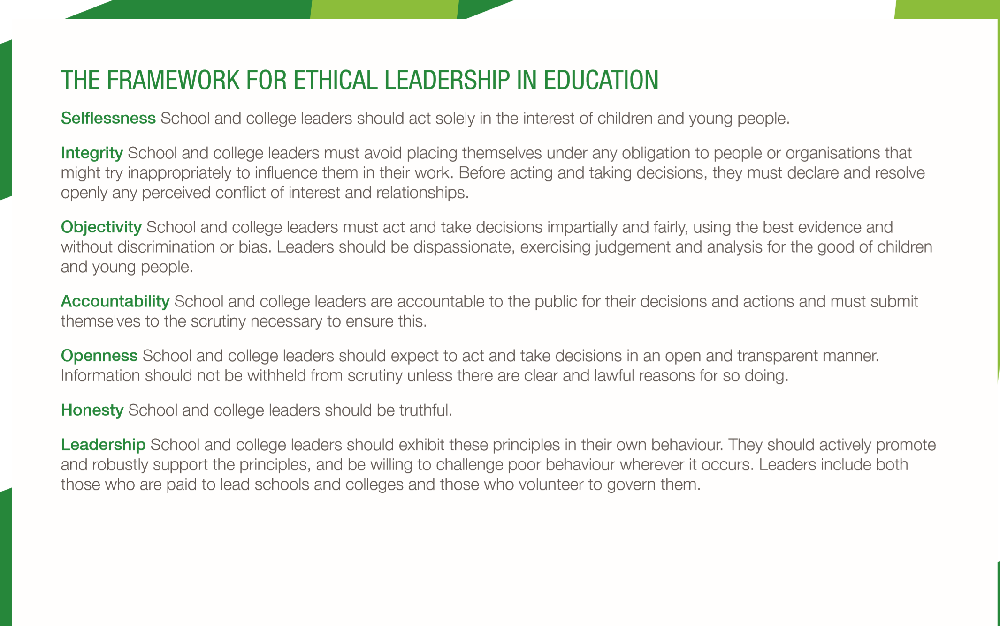 THE FRAMEWORK FOR ETHICAL LEADERSHIP IN EDUCATION
Selflessness School and college leaders should act solely in the interest of children and young people.
Integrity School and college leaders must avoid placing themselves under any obligation to people or organisations that
might try inappropriately to influence them in their work. Before acting and taking decisions, they must declare and resolve
openly any perceived conflict of interest and relationships.
Objectivity School and college leaders must act and take decisions impartially and fairly, using the best evidence and
without discrimination or bias. Leaders should be dispassionate, exercising judgement and analysis for the good of children
and young people.
Accountability School and college leaders are accountable to the public for their decisions and actions and must submit
themselves to the scrutiny necessary to ensure this.
Openness School and college leaders should expect to act and take decisions in an open and transparent manner.
Information should not be withheld from scrutiny unless there are clear and lawful reasons for so doing.
Honesty School and college leaders should be truthful.
Leadership School and college leaders should exhibit these principles in their own behaviour. They should actively promote
and robustly support the principles, and be willing to challenge poor behaviour wherever it occurs. Leaders include both
those who are paid to lead schools and colleges and those who volunteer to govern them.